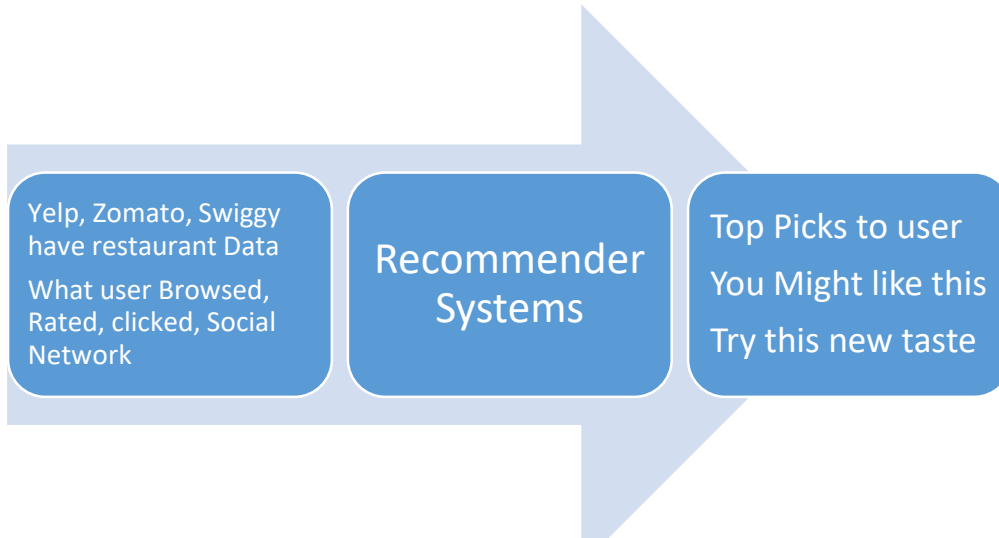 Yelp, Zomato, Swiggy
have restaurant Data
What user Browsed,
Rated, clicked, Social
Network
Recommender
Systems
Top Picks to user
You Might like this
Try this new taste